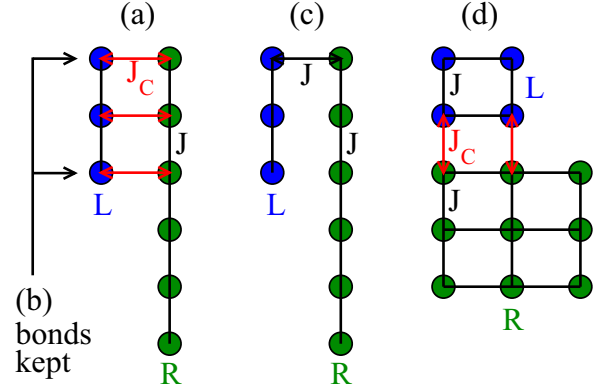 (a) (c) (d)
J_C J J L
J J J_C
L L J
(b)
bonds
kept
R R